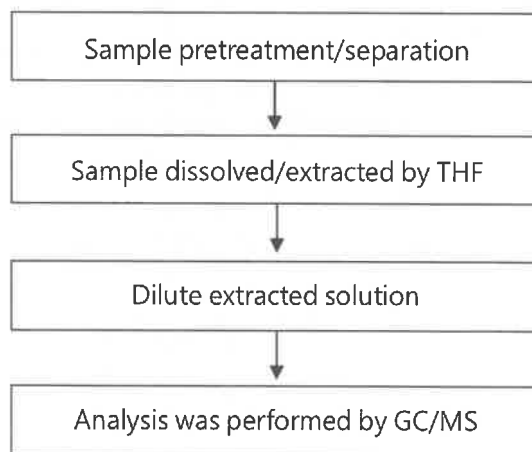 Sample pretreatment/separation
Sample dissolved/extracted by THF
Dilute extracted solution
Analysis was performed by GC/MS